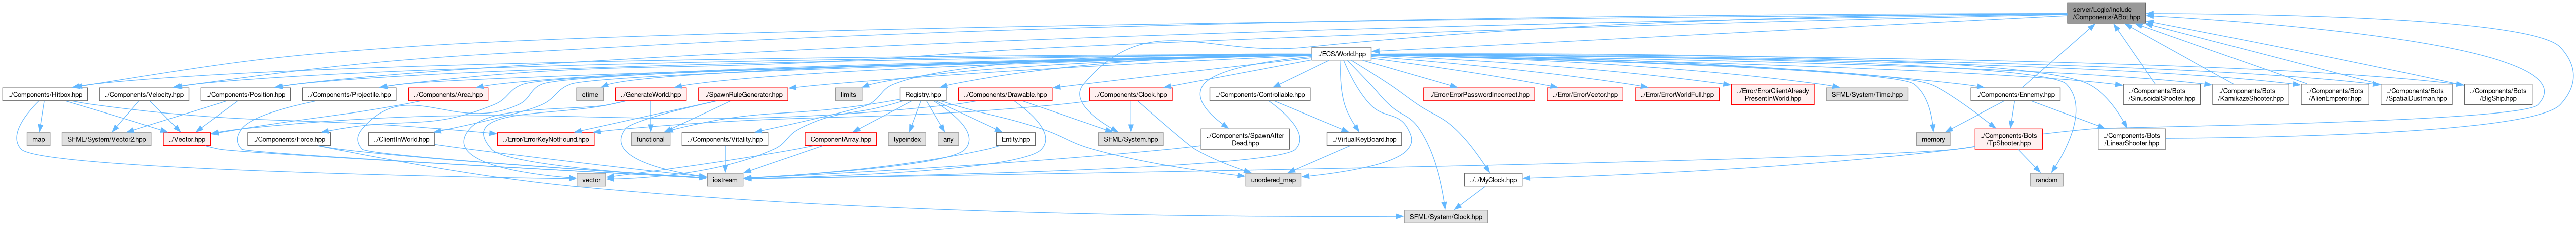 server/Logic/include
/Components/ABot.hpp
../ECS/World.hpp
../Components/Hitbox.hpp
../Components/Velocity.hpp
../Components/Position.hpp
../Components/Projectile.hpp
../Components/Area.hpp
ctime
../GenerateWorld.hpp
../SpawnRuleGenerator.hpp
limits
Registry.hpp
../Components/Drawable.hpp
../Components/Clock.hpp
../Components/Controllable.hpp
../Error/ErrorPasswordIncorrect.hpp
../Error/ErrorVector.hpp
../Error/ErrorWorldFull.hpp
../Error/ErrorClientAlready
PresentInWorld.hpp
SFML/System/Time.hpp
../Components/Ennemy.hpp
../Components/Bots
/SinusoidalShooter.hpp
../Components/Bots
/KamikazeShooter.hpp
../Components/Bots
/AlienEmperor.hpp
../Components/Bots
/SpatialDustman.hpp
../Components/Bots
/BigShip.hpp
map
SFML/System/Vector2.hpp
../Vector.hpp
../Components/Force.hpp
../ClientInWorld.hpp
../Error/ErrorKeyNotFound.hpp
functional
../Components/Vitality.hpp
ComponentArray.hpp
typeindex
any
Entity.hpp
SFML/System.hpp
../Components/SpawnAfter
Dead.hpp
../VirtualKeyBoard.hpp
memory
../Components/Bots
/TpShooter.hpp
../Components/Bots
/LinearShooter.hpp
vector
iostream
unordered_map
../../MyClock.hpp
random
SFML/System/Clock.hpp